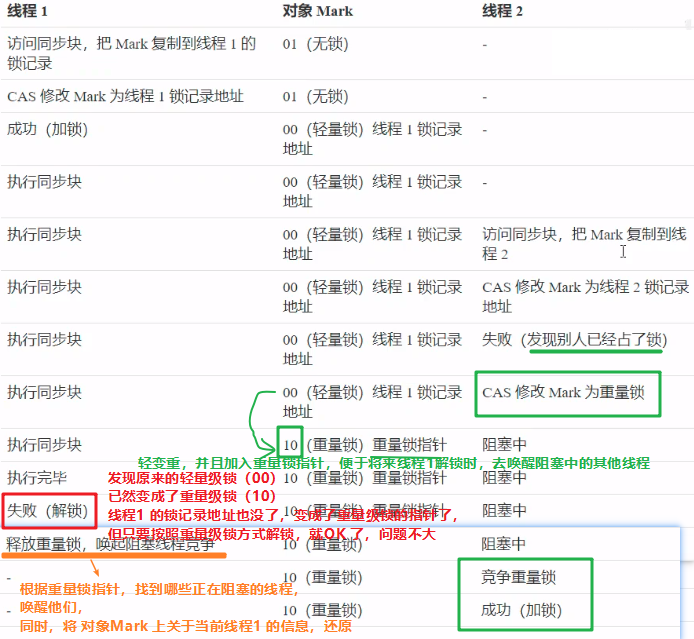 线程 1 对象 Mark 线程 2
访问同步块，把 Mark 复制到线程 1 的 01（无锁） -
锁记录
CAS 修改 Mark 为线程 1 锁记录地址 01（无锁） -
成功（加锁） 00（轻量锁）线程 1 锁记录 -
地址
执行同步块 00（轻量锁）线程 1 锁记录 -
地址
执行同步块 00（轻量锁）线程 1 锁记录 访问同步块，把 Mark 复制到线
地址 程 2
执行同步块 00（轻量锁）线程 1 锁记录 CAS 修改 Mark 为线程 2 锁记录
地址 地址
执行同步块 00（轻量锁）线程 1 锁记录 失败（发现别人已经占了锁）
地址
执行同步块 00（轻量锁）线程 1 锁记录 CAS 修改 Mark 为重量锁
地址
执行同步块 10（重量锁）重量锁指针 阻塞中
轻变重，并且加入重量锁指针，便于将来线程1解锁时，去唤醒阻塞中的其他线程
执行完毕 10（重量锁）重量锁指针 阻塞中
发现原来的轻量级锁（00）
已然变成了重量级锁（10）
失败（解锁） 10（重量锁）重量锁指针 阻塞中
线程1 的锁记录地址也没了，变成了重量级锁的指针了，
但只要按照重量级锁方式解锁，就OK 了，问题不大
释放重量锁，唤起阻塞线程竞争 10（重量锁） 阻塞中
- 10（重量锁） 竞争重量锁
根据重量锁指针，找到哪些正在阻塞的线程，
唤醒他们，
- 10（重量锁） 成功（加锁）
同时，将 对象Mark 上关于当前线程1 的信息，还原